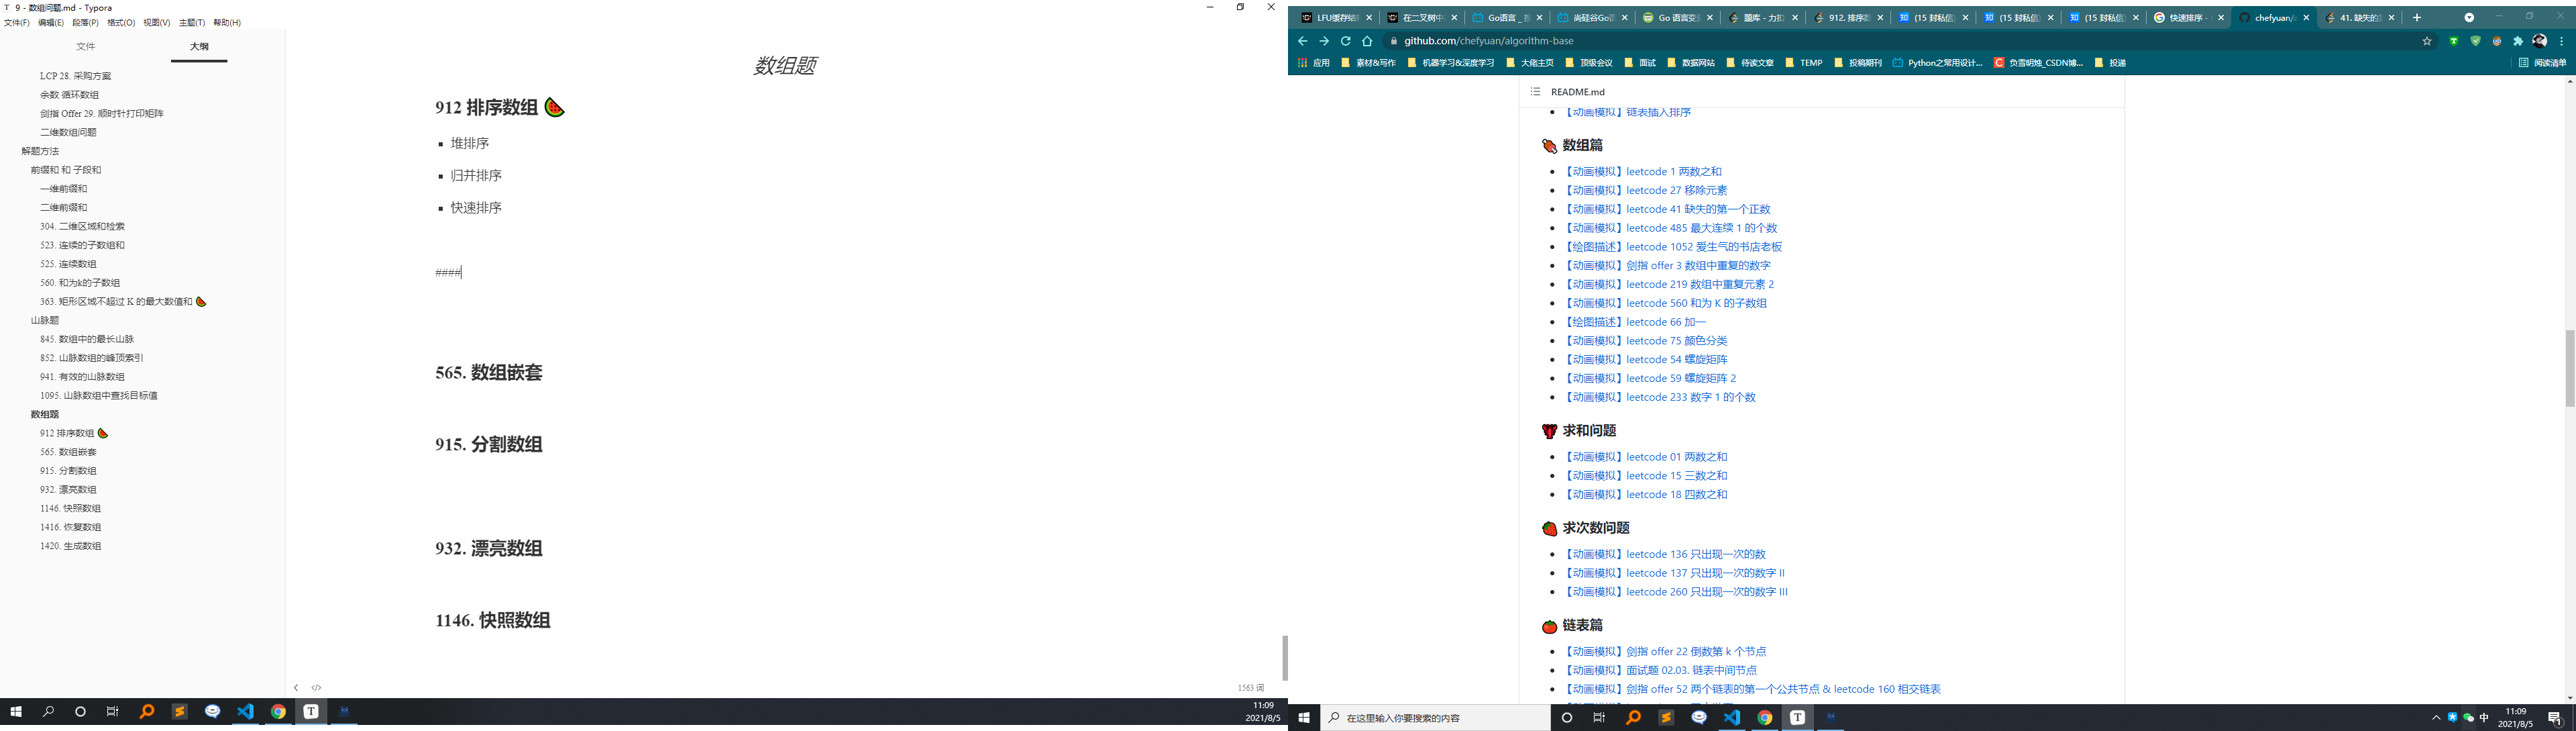 9 - 数组问题.md - Typora
文件(F) 编辑(E) 段落(P) 格式(O) 视图(V) 主题(T) 帮助(H)
文件 大纲
LCP 28. 采购方案
余数 循环数组
剑指 Offer 29. 顺时针打印矩阵
二维数组问题
解题方法
前缀和 和 子段和
一维前缀和
二维前缀和
304. 二维区域和检索
523. 连续的子数组和
525. 连续数组
560. 和为k的子数组
363. 矩形区域不超过 K 的最大数值和
山脉题
845. 数组中的最长山脉
852. 山脉数组的峰顶索引
941. 有效的山脉数组
1095. 山脉数组中查找目标值
数组题
912 排序数组
565. 数组嵌套
915. 分割数组
932. 漂亮数组
1146. 快照数组
1416. 恢复数组
1420. 生成数组
数组题
912 排序数组
堆排序
归并排序
快速排序
####
565. 数组嵌套
915. 分割数组
932. 漂亮数组
1146. 快照数组
1563 词
11:09
2021/8/5
LFU缓存结构 在二叉树中 Go语言 _ 尚硅谷Go语 Go 语言变量 题库 - 力扣 912. 排序数 (15 封私信 (15 封私信 (15 封私信 快速排序 - chefyuan/a 41. 缺失的第
github.com/chefyuan/algorithm-base
应用 素材&写作 机器学习&深度学习 大佬主页 顶级会议 面试 数据网站 待读文章 TEMP 投稿期刊 Python之常用设计... 负雪明烛_CSDN博... 投递 阅读清单
README.md
【动画模拟】链表插入排序
数组篇
【动画模拟】leetcode 1 两数之和
【动画模拟】leetcode 27 移除元素
【动画模拟】leetcode 41 缺失的第一个正数
【动画模拟】leetcode 485 最大连续 1 的个数
【绘图描述】leetcode 1052 爱生气的书店老板
【动画模拟】剑指 offer 3 数组中重复的数字
【动画模拟】leetcode 219 数组中重复元素 2
【动画模拟】leetcode 560 和为 K 的子数组
【绘图描述】leetcode 66 加一
【动画模拟】leetcode 75 颜色分类
【动画模拟】leetcode 54 螺旋矩阵
【动画模拟】leetcode 59 螺旋矩阵 2
【动画模拟】leetcode 233 数字 1 的个数
求和问题
【动画模拟】leetcode 01 两数之和
【动画模拟】leetcode 15 三数之和
【动画模拟】leetcode 18 四数之和
求次数问题
【动画模拟】leetcode 136 只出现一次的数
【动画模拟】leetcode 137 只出现一次的数字 II
【动画模拟】leetcode 260 只出现一次的数字 III
链表篇
【动画模拟】剑指 offer 22 倒数第 k 个节点
【动画模拟】面试题 02.03. 链表中间节点
【动画模拟】剑指 offer 52 两个链表的第一个公共节点 & leetcode 160 相交链表
在这里输入你要搜索的内容
中
11:09
2021/8/5
1